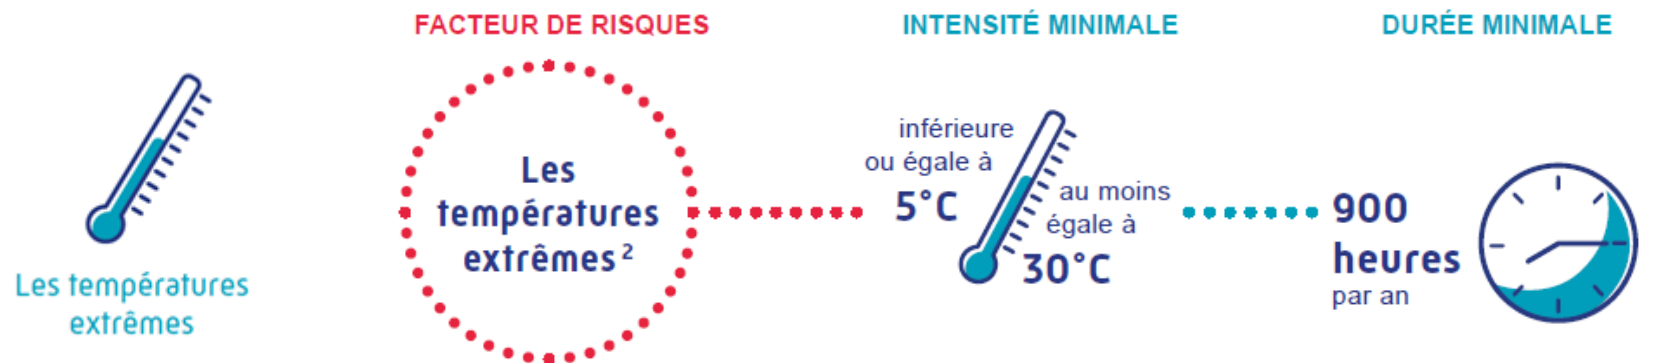 FACTEUR DE RISQUES
INTENSITÉ MINIMALE
DURÉE MINIMALE
Les températures
extrêmes
Les
températures
extrêmes ²
inférieure
ou égale à
5°C
au moins
égale à
30°C
900
heures
par an